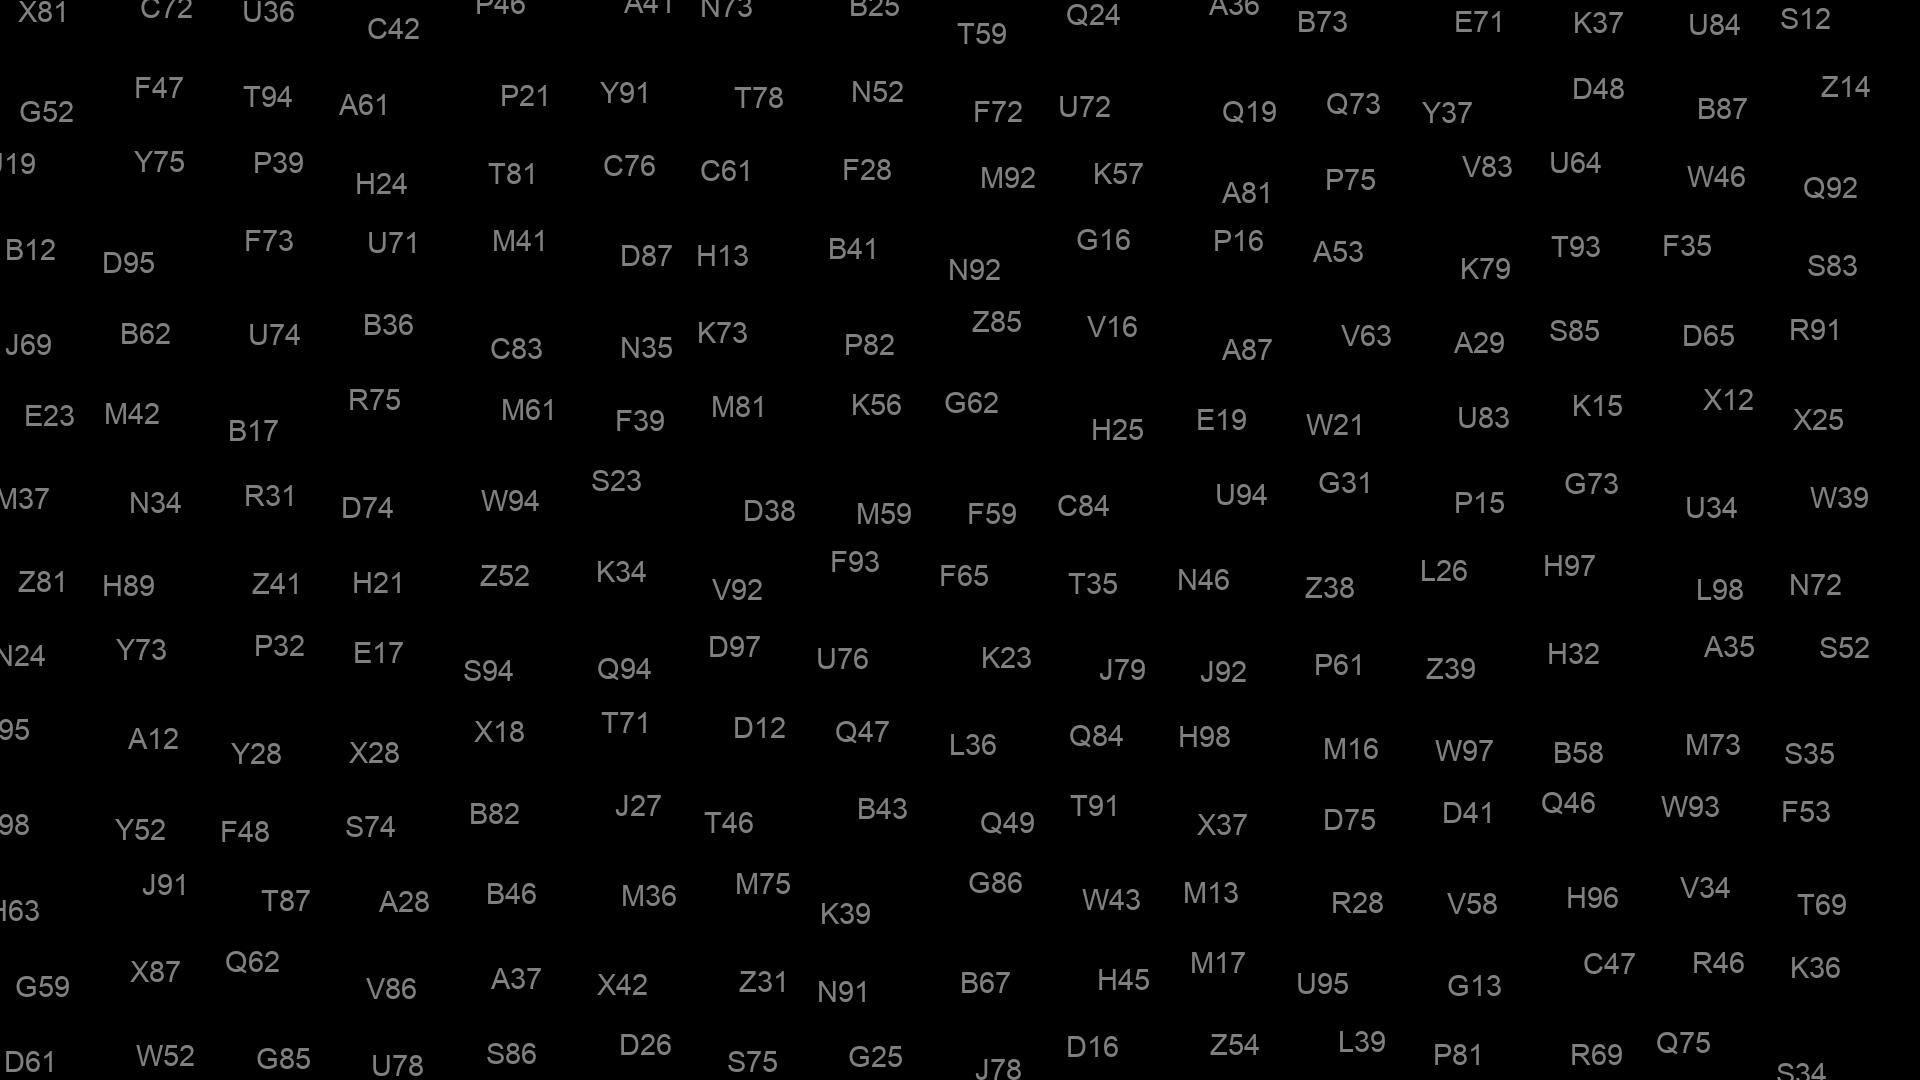 X81 C72 U36 C42 P46 A41 N73 B25 T59 Q24 A36 B73 E71 K37 U84 S12
G52 F47 T94 A61 P21 Y91 T78 N52 F72 U72 Q19 Q73 Y37 D48 B87 Z14
J19 Y75 P39 H24 T81 C76 C61 F28 M92 K57 A81 P75 V83 U64 W46 Q92
B12 D95 F73 U71 M41 D87 H13 B41 N92 G16 P16 A53 K79 T93 F35 S83
J69 B62 U74 B36 C83 N35 K73 P82 Z85 V16 A87 V63 A29 S85 D65 R91
E23 M42 B17 R75 M61 F39 M81 K56 G62 H25 E19 W21 U83 K15 X12 X25
M37 N34 R31 D74 W94 S23 D38 M59 F59 C84 U94 G31 P15 G73 U34 W39
Z81 H89 Z41 H21 Z52 K34 V92 F93 F65 T35 N46 Z38 L26 H97 L98 N72
N24 Y73 P32 E17 S94 Q94 D97 U76 K23 J79 J92 P61 Z39 H32 A35 S52
95 A12 Y28 X28 X18 T71 D12 Q47 L36 Q84 H98 M16 W97 B58 M73 S35
98 Y52 F48 S74 B82 J27 T46 B43 Q49 T91 X37 D75 D41 Q46 W93 F53
H63 J91 T87 A28 B46 M36 M75 K39 G86 W43 M13 R28 V58 H96 V34 T69
G59 X87 Q62 V86 A37 X42 Z31 N91 B67 H45 M17 U95 G13 C47 R46 K36
D61 W52 G85 U78 S86 D26 S75 G25 J78 D16 Z54 L39 P81 R69 Q75 S34